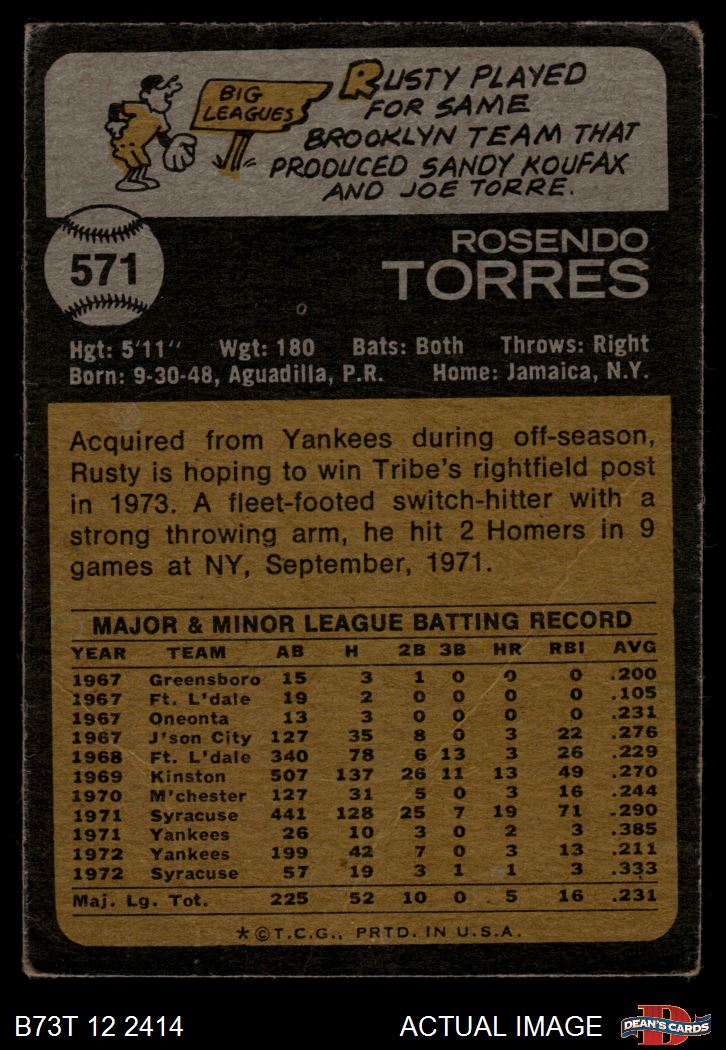 BIG
LEAGUES
RUSTY PLAYED
FOR SAME
BROOKLYN TEAM THAT
PRODUCED SANDY KOUFAX
AND JOE TORRE.
571
ROSENDO
TORRES
Hgt: 5'11" Wgt: 180 Bats: Both Throws: Right
Born: 9-30-48, Aguadilla, P.R. Home: Jamaica, N.Y.
Acquired from Yankees during off-season,
Rusty is hoping to win Tribe's rightfield post
in 1973. A fleet-footed switch-hitter with a
strong throwing arm, he hit 2 Homers in 9
games at NY, September, 1971.
MAJOR & MINOR LEAGUE BATTING RECORD
YEAR TEAM AB H 2B 3B HR RBI AVG
1967 Greensboro 15 3 1 0 0 0 .200
1967 Ft. L'dale 19 2 0 0 0 0 .105
1967 Oneonta 13 3 0 0 0 0 .231
1967 J'son City 127 35 8 0 3 22 .276
1968 Ft. L'dale 340 78 6 13 3 26 .229
1969 Kinston 507 137 26 11 13 49 .270
1970 M'chester 127 31 5 0 3 16 .244
1971 Syracuse 441 128 25 7 19 71 .290
1971 Yankees 26 10 3 0 2 3 .385
1972 Yankees 199 42 7 0 3 13 .211
1972 Syracuse 57 19 3 1 1 3 .333
Maj. Lg. Tot. 225 52 10 0 5 16 .231
*©T.C.G., PRTD. IN U.S.A.
B73T 12 2414 ACTUAL IMAGE D DEAN'S CARDS